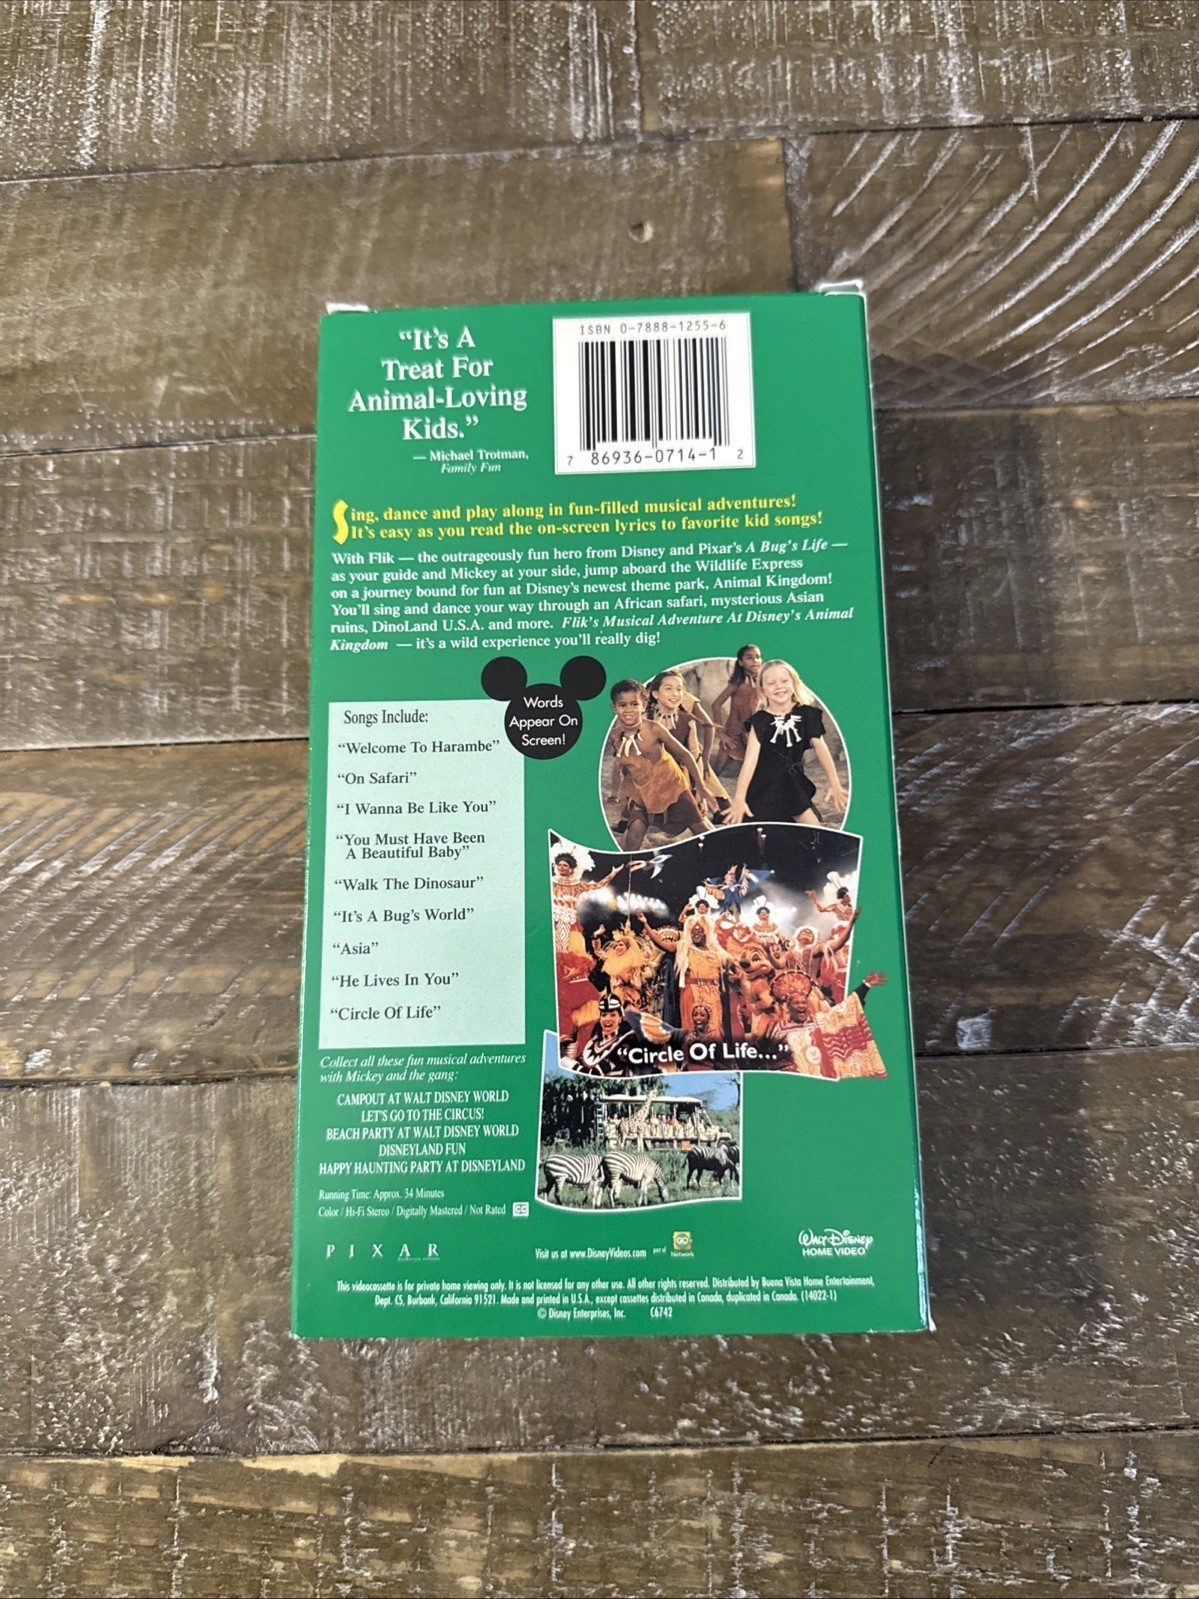 “It's A
Treat For
Animal-Loving
Kids.”
— Michael Trotman,
Family Fun
ISBN 0-7888-1255-6
7 86936-0714-1 2
Sing, dance and play along in fun-filled musical adventures!
It's easy as you read the on-screen lyrics to favorite kid songs!
With Flik — the outrageously fun hero from Disney and Pixar's A Bug's Life —
as your guide and Mickey at your side, jump aboard the Wildlife Express
on a journey bound for fun at Disney's newest theme park, Animal Kingdom!
You'll sing and dance your way through an African safari, mysterious Asian
ruins, DinoLand U.S.A. and more. Flik's Musical Adventure At Disney's Animal
Kingdom — it's a wild experience you'll really dig!
Words
Appear On
Screen!
Songs Include:
“Welcome To Harambe”
“On Safari”
“I Wanna Be Like You”
“You Must Have Been
A Beautiful Baby”
“Walk The Dinosaur”
“It's A Bug's World”
“Asia”
“He Lives In You”
“Circle Of Life”
“Circle Of Life...”
Collect all these fun musical adventures
with Mickey and the gang:
CAMPOUT AT WALT DISNEY WORLD
LET'S GO TO THE CIRCUS!
BEACH PARTY AT WALT DISNEY WORLD
DISNEYLAND FUN
HAPPY HAUNTING PARTY AT DISNEYLAND
Running Time: Approx. 34 Minutes
Color / Hi-Fi Stereo / Digitally Mastered / Not Rated CC
PIXAR
Visit us at www.DisneyVideos.com part of GO Network
Walt Disney
HOME VIDEO
This videocassette is for private home viewing only. It is not licensed for any other use. All other rights reserved. Distributed by Buena Vista Home Entertainment,
Dept. CS, Burbank, California 91521. Made and printed in U.S.A., except cassettes distributed in Canada, duplicated in Canada. (14022-1)
© Disney Enterprises, Inc. C6742